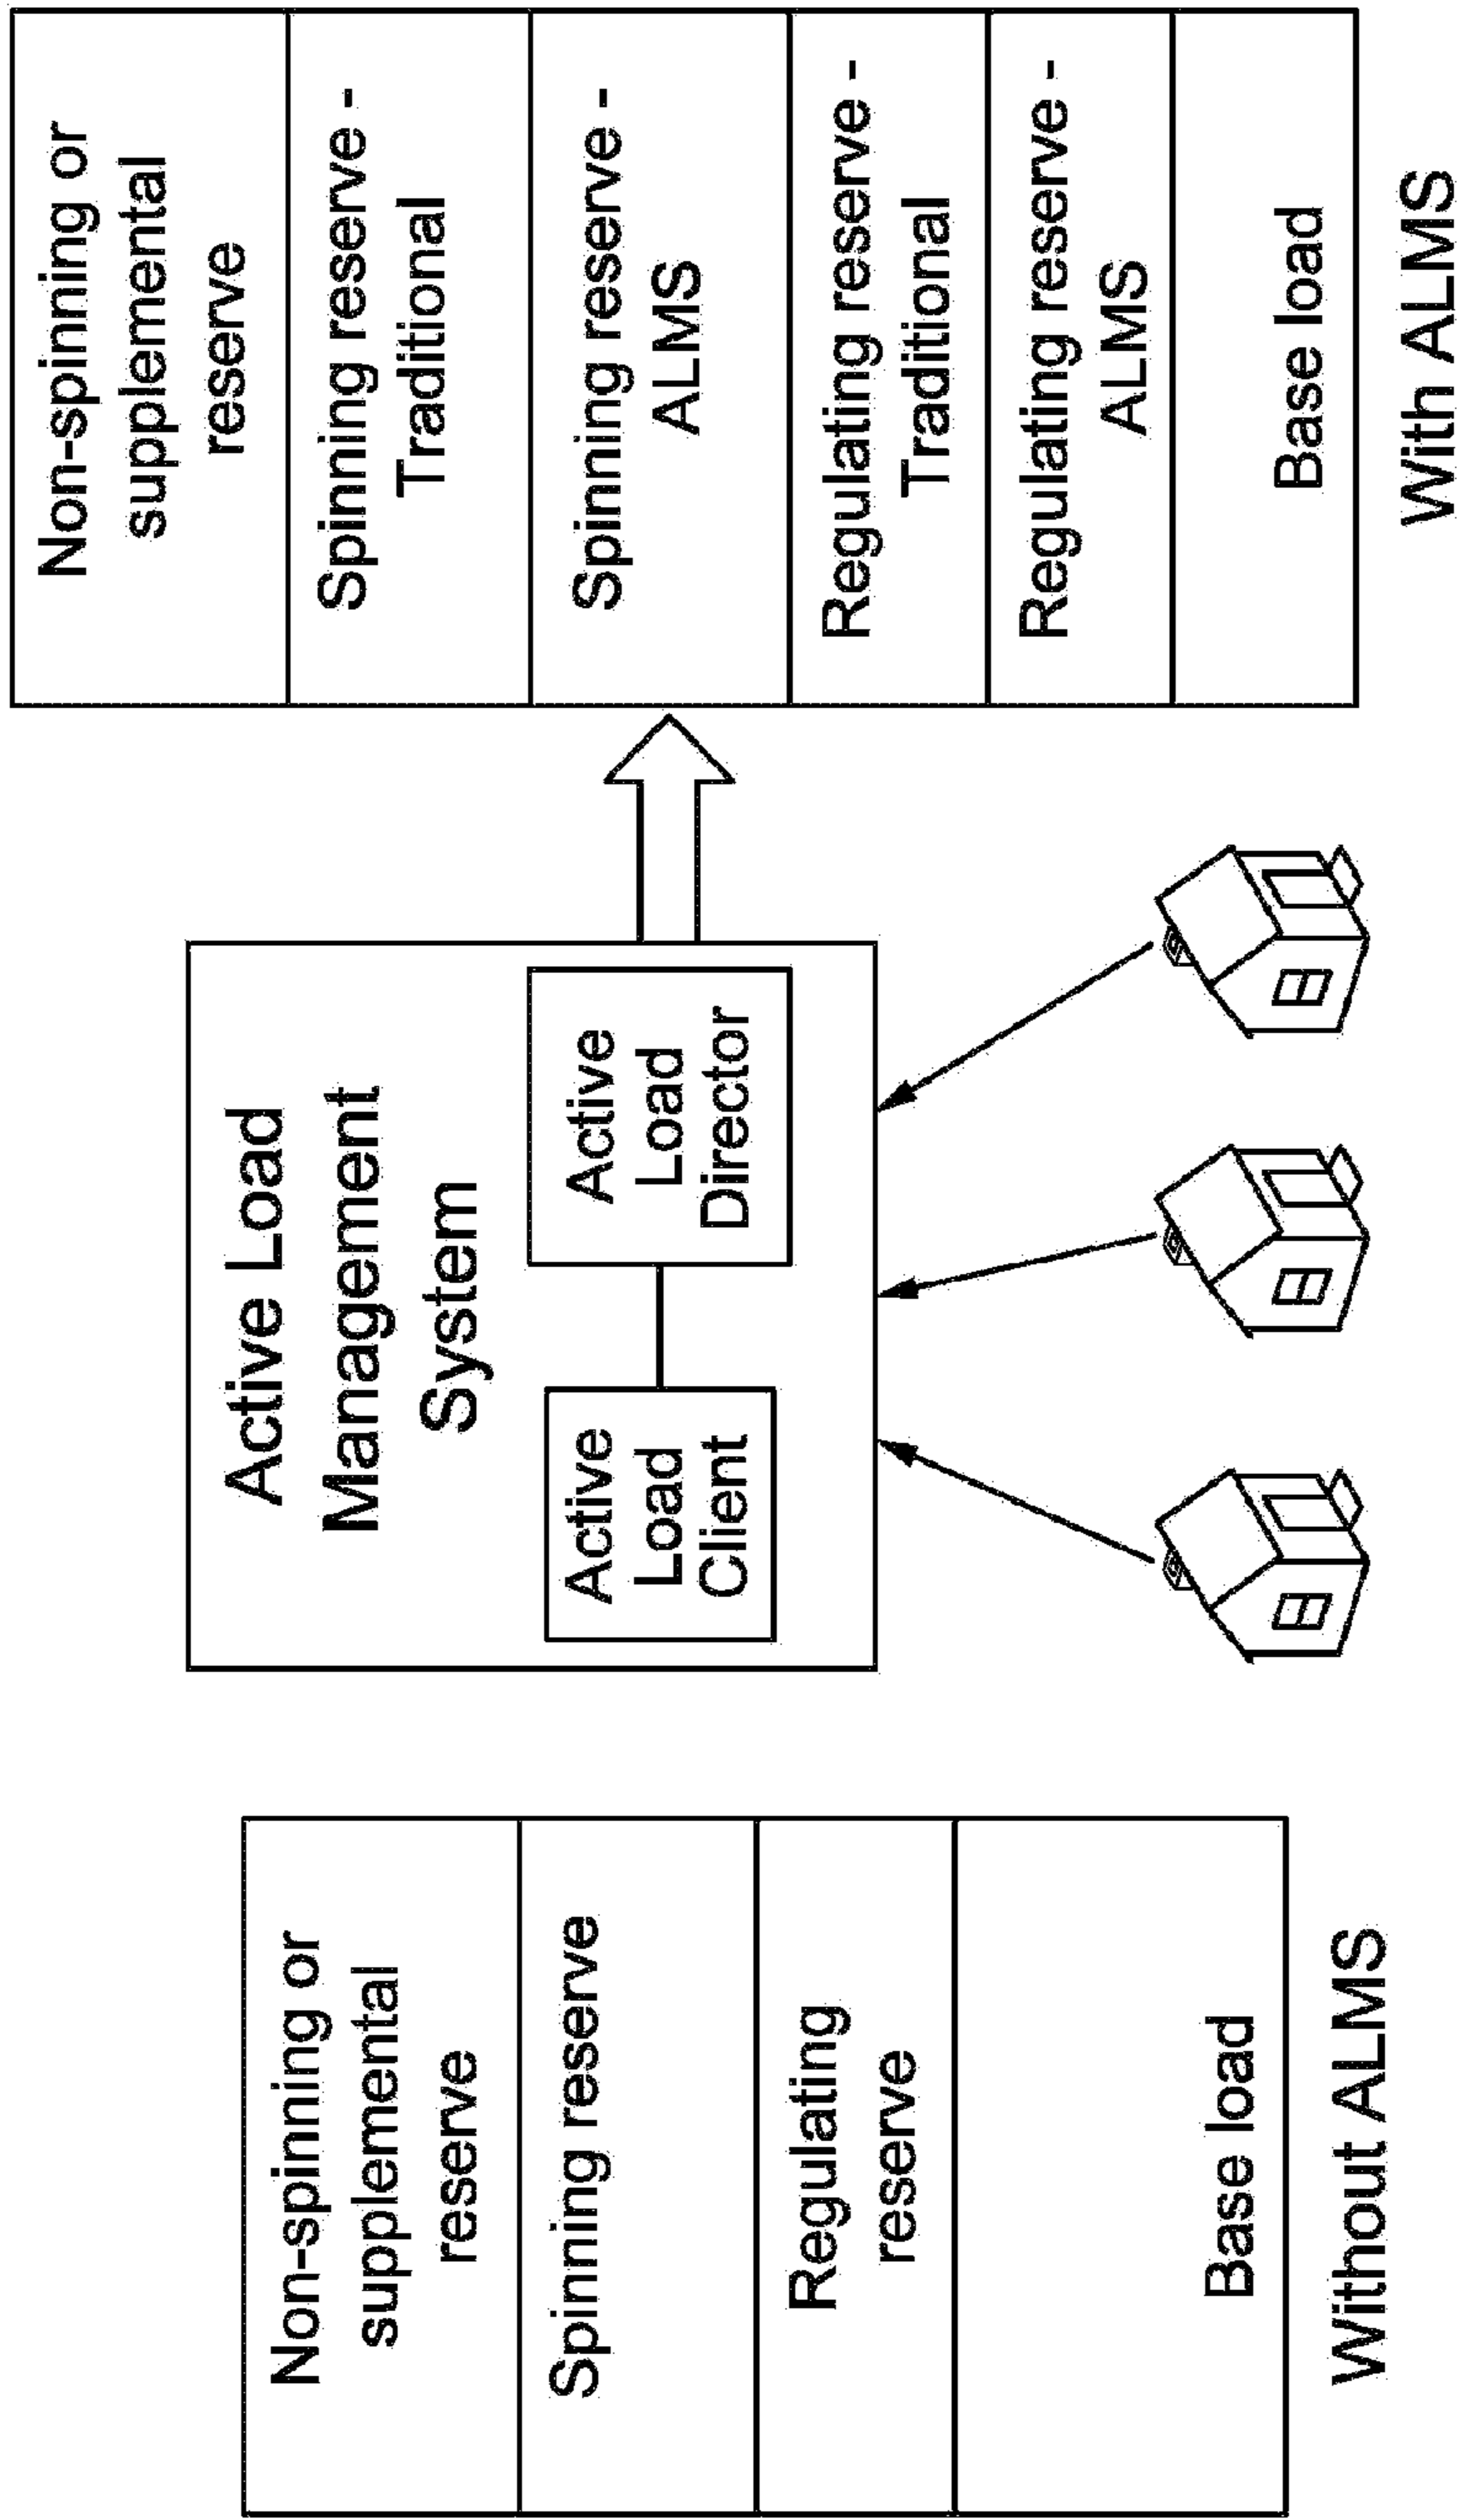 Non-spinning or
supplemental
reserve
Spinning reserve
Regulating
reserve
Base load
Without ALMS
Active Load
Management
System
Active
Load
Client
Active
Load
Director
Non-spinning or
supplemental
reserve
Spinning reserve -
Traditional
Spinning reserve -
ALMS
Regulating reserve -
Traditional
Regulating reserve -
ALMS
Base load
With ALMS